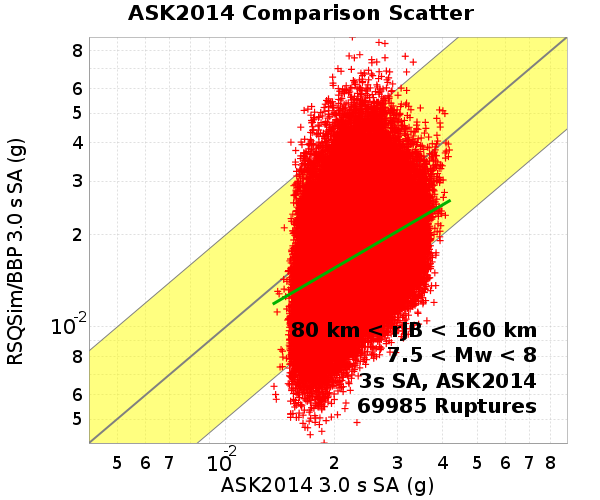 ASK2014 Comparison Scatter
RSQSim/BBP 3.0 s SA (g)
8
6
5
4
3
2
10-2
8
6
5
80 km < rJB < 160 km
7.5 < Mw < 8
3s SA, ASK2014
69985 Ruptures
5 6 7 10-2 2 3 4 5 6 7 8
ASK2014 3.0 s SA (g)